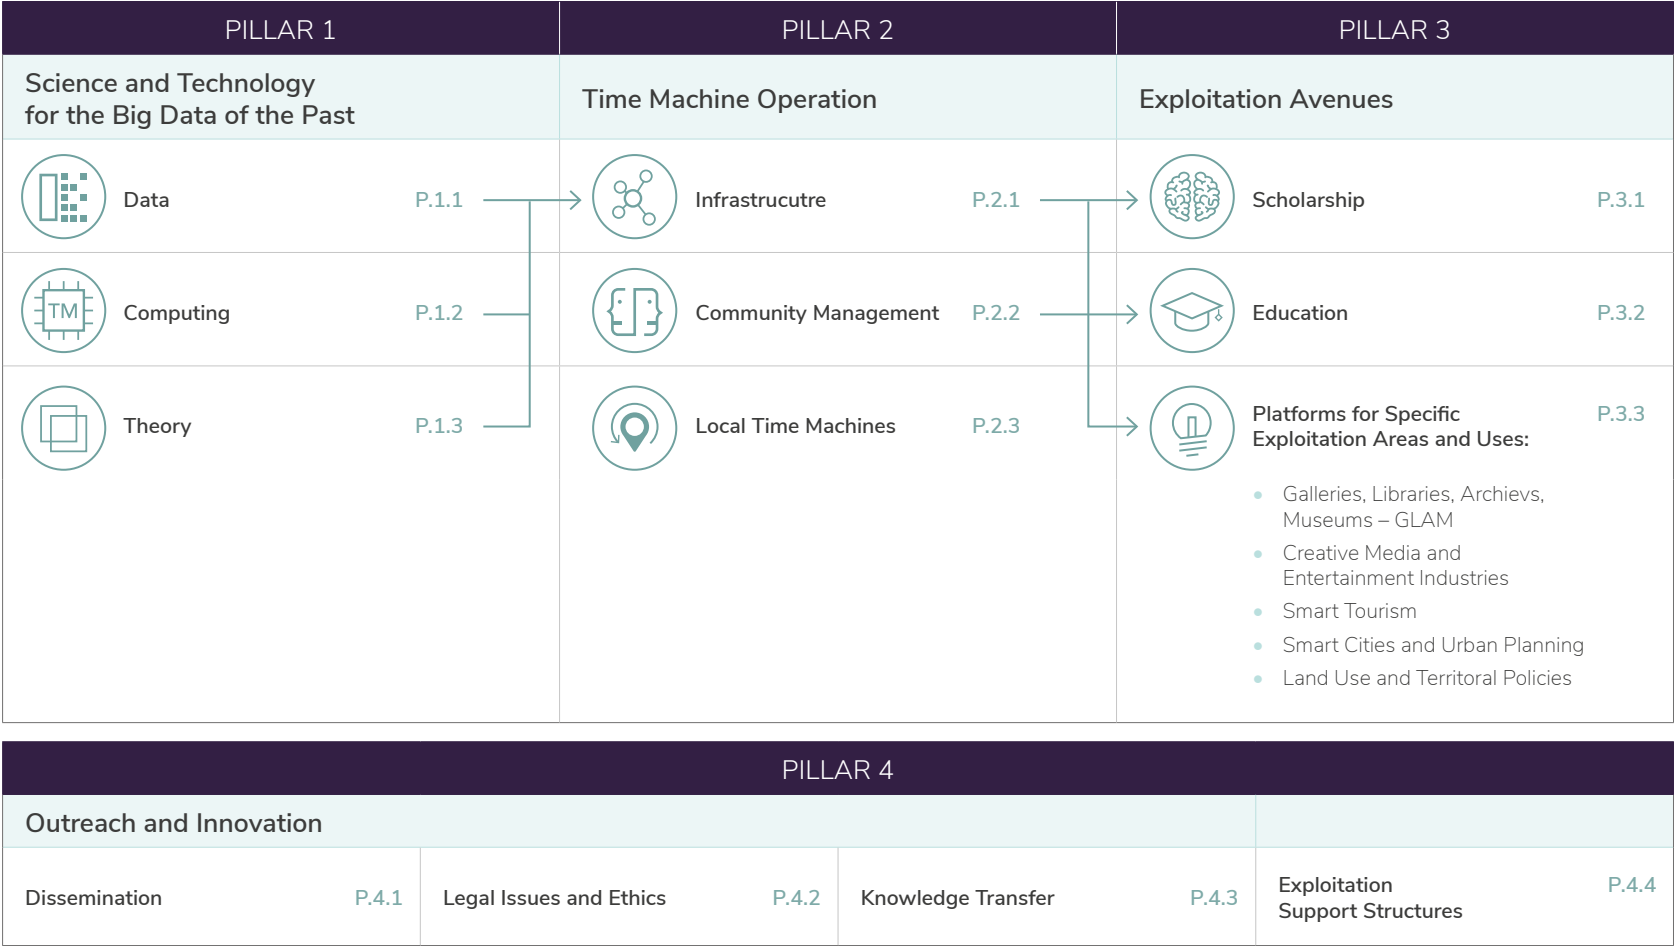 PILLAR 1
Science and Technology
for the Big Data of the Past
Data P.1.1
TM
Computing P.1.2
Theory P.1.3
PILLAR 2
Time Machine Operation
Infrastrucutre P.2.1
Community Management P.2.2
Local Time Machines P.2.3
PILLAR 3
Exploitation Avenues
Scholarship P.3.1
Education P.3.2
Platforms for Specific P.3.3
Exploitation Areas and Uses:
• Galleries, Libraries, Archievs,
Museums – GLAM
• Creative Media and
Entertainment Industries
• Smart Tourism
• Smart Cities and Urban Planning
• Land Use and Territoral Policies
PILLAR 4
Outreach and Innovation
Dissemination P.4.1
Legal Issues and Ethics P.4.2
Knowledge Transfer P.4.3
Exploitation P.4.4
Support Structures